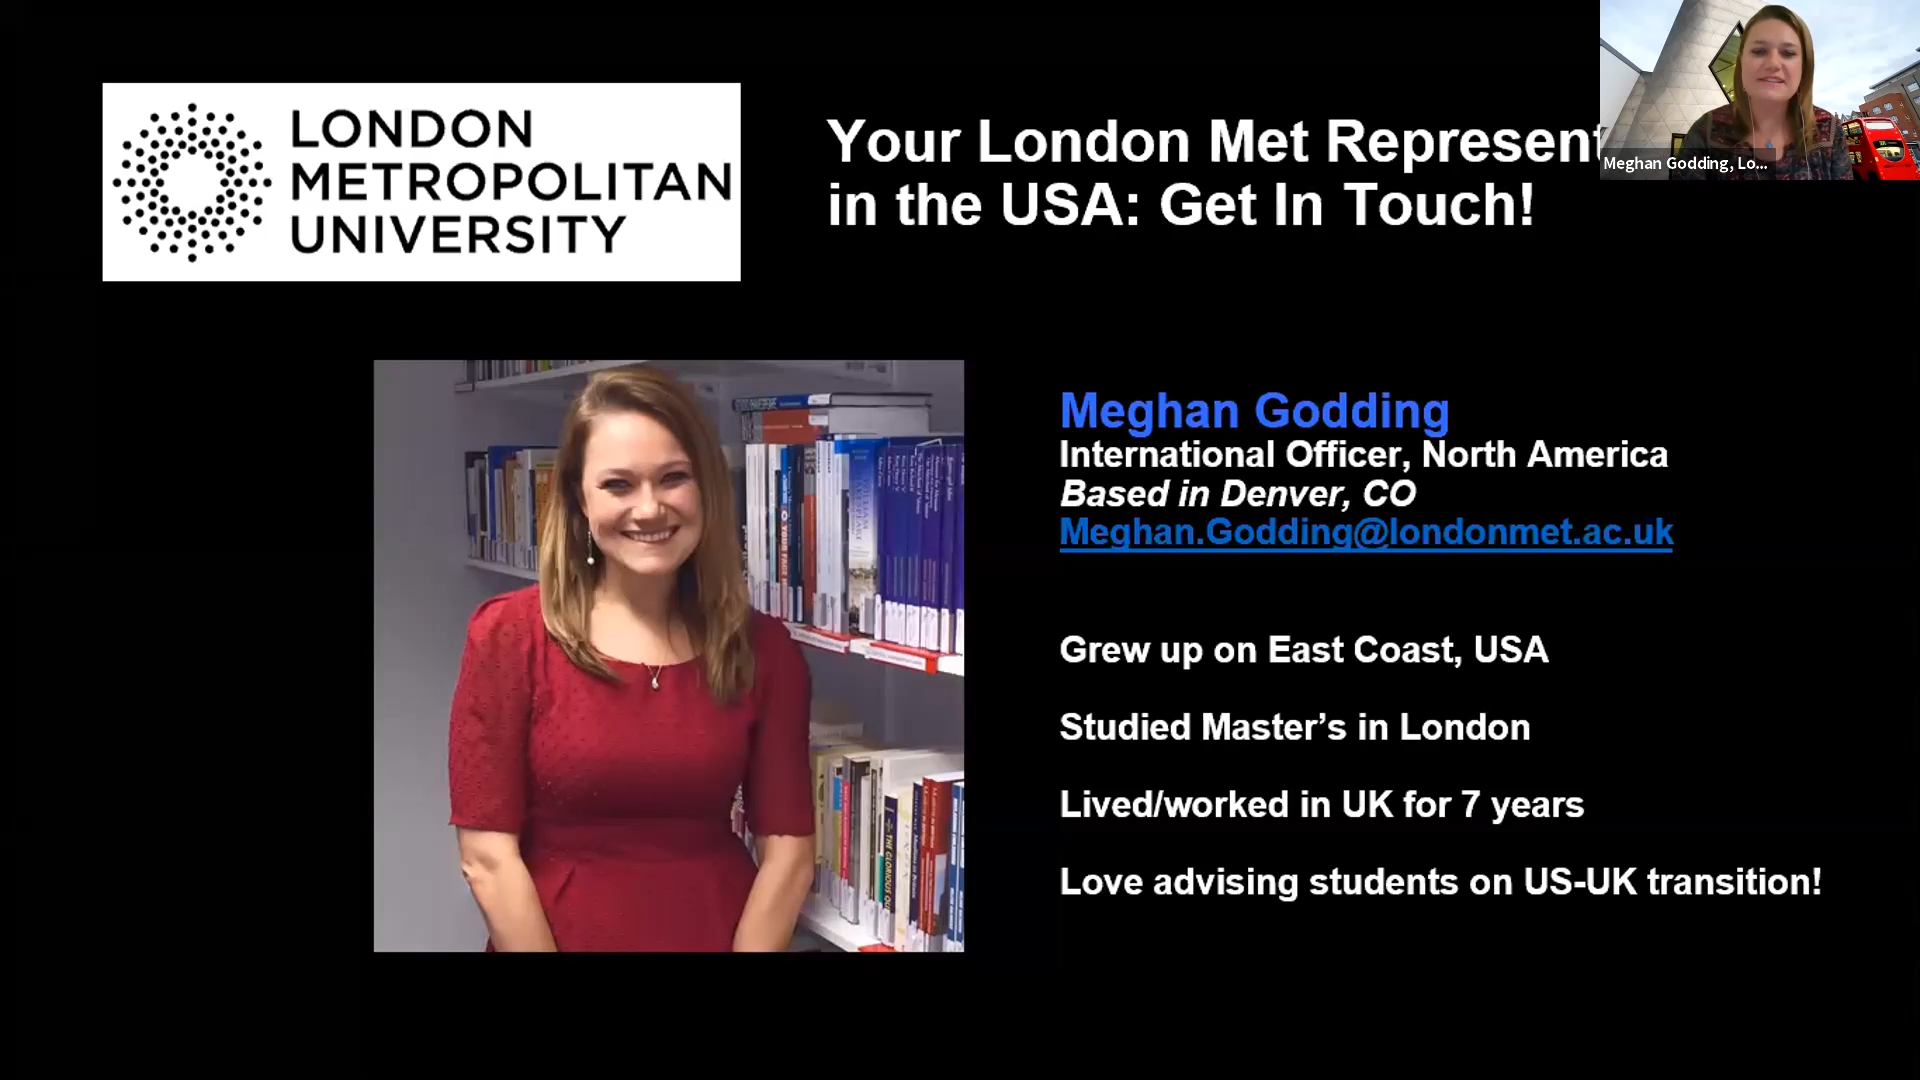 LONDON
METROPOLITAN
UNIVERSITY
Your London Met Represent
in the USA: Get In Touch!
Meghan Godding, Lo...
Meghan Godding
International Officer, North America
Based in Denver, CO
Meghan.Godding@londonmet.ac.uk
Grew up on East Coast, USA
Studied Master’s in London
Lived/worked in UK for 7 years
Love advising students on US-UK transition!
THE GLORIOUS